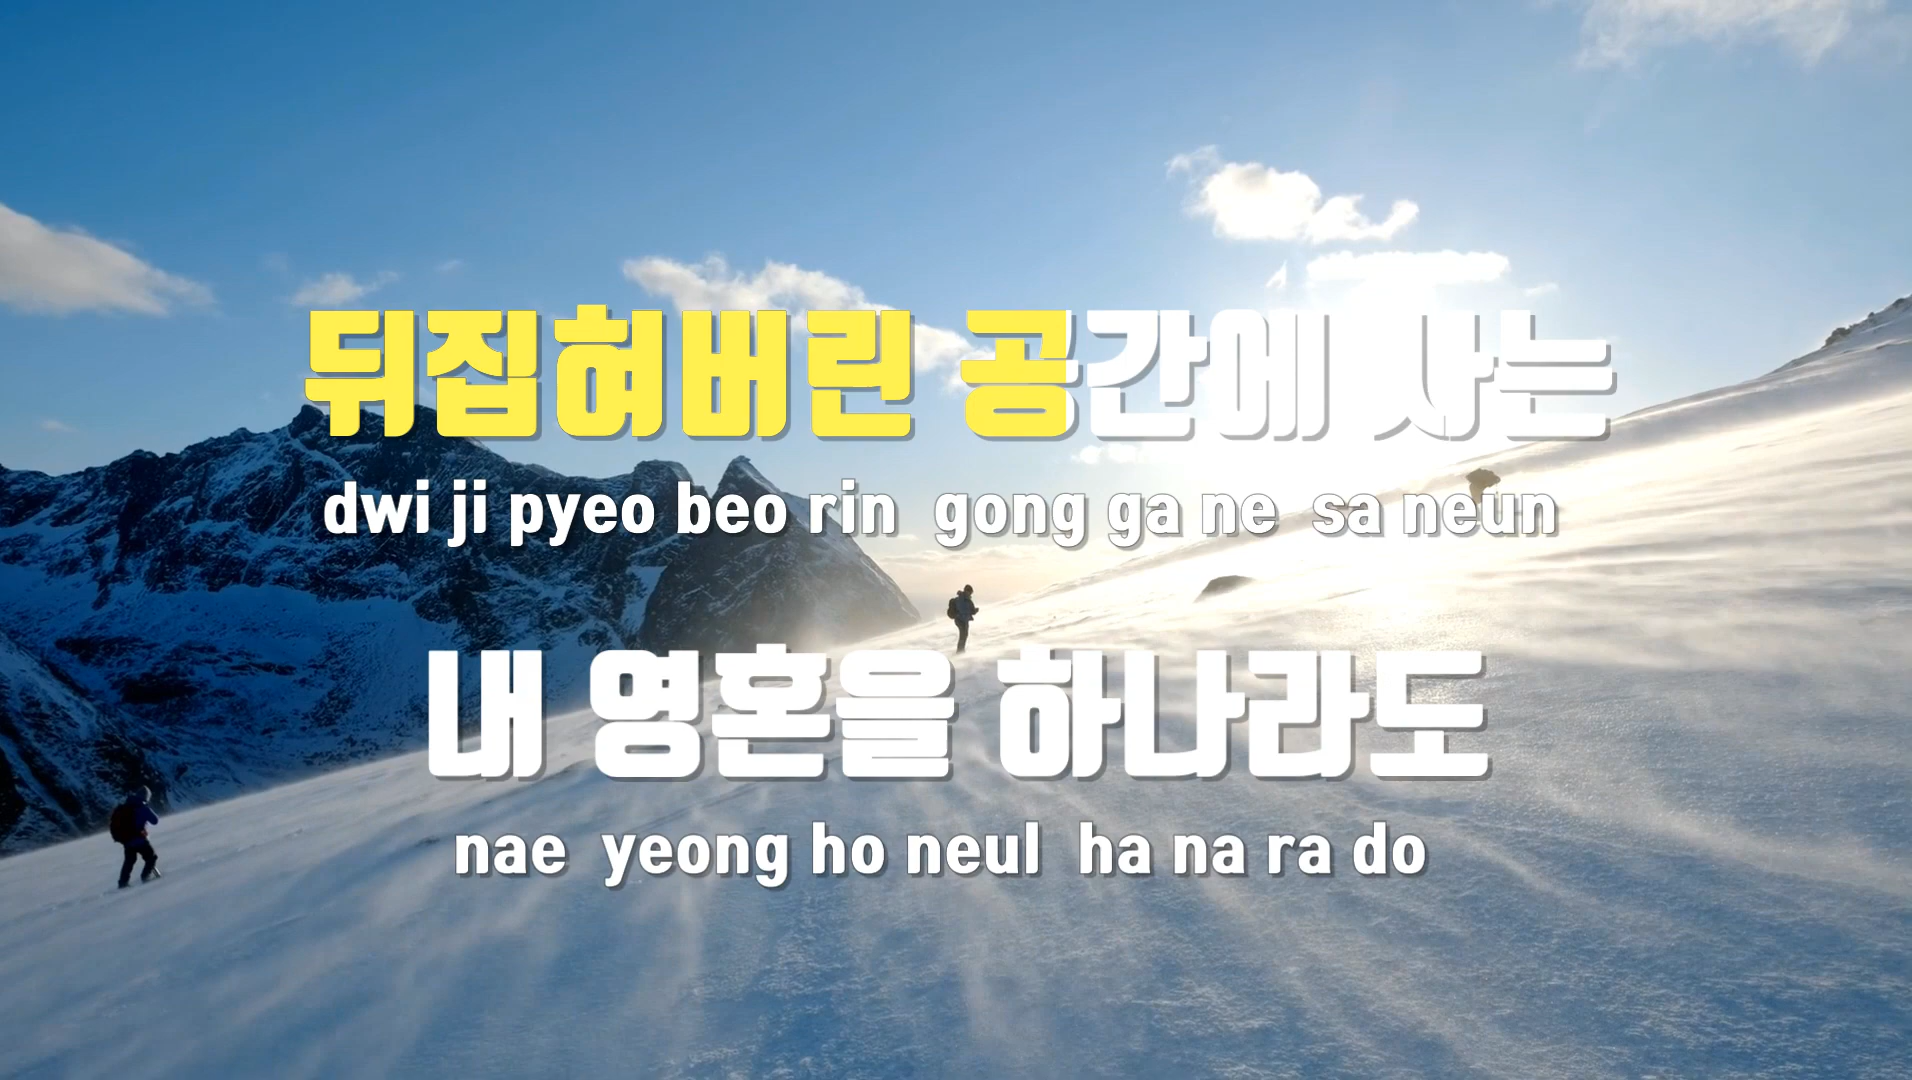 뒤집혀버린 공간에 사는
dwi ji pyeo beo rin gong ga ne sa neun
내 영혼을 하나라도
nae yeong ho neul ha na ra do